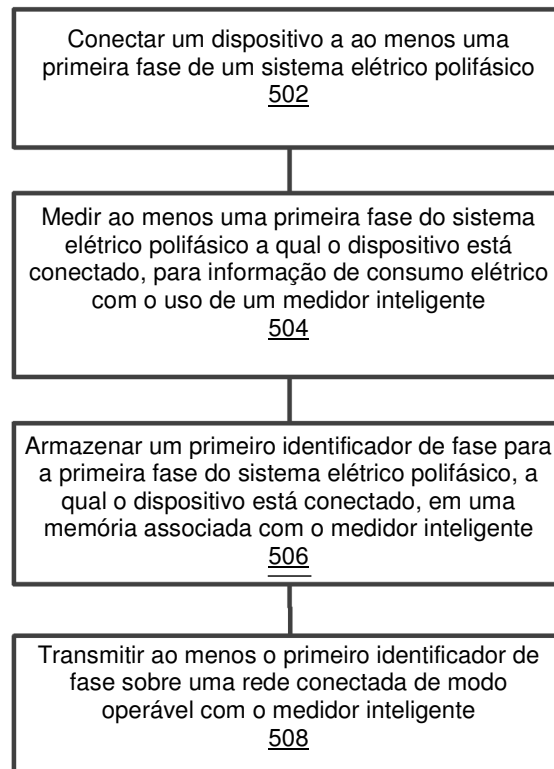 Conectar um dispositivo a ao menos uma
primeira fase de um sistema elétrico polifásico
502
Medir ao menos uma primeira fase do sistema
elétrico polifásico a qual o dispositivo está
conectado, para informação de consumo elétrico
com o uso de um medidor inteligente
504
Armazenar um primeiro identificador de fase para
a primeira fase do sistema elétrico polifásico, a
qual o dispositivo está conectado, em uma
memória associada com o medidor inteligente
506
Transmitir ao menos o primeiro identificador de
fase sobre uma rede conectada de modo
operável com o medidor inteligente
508